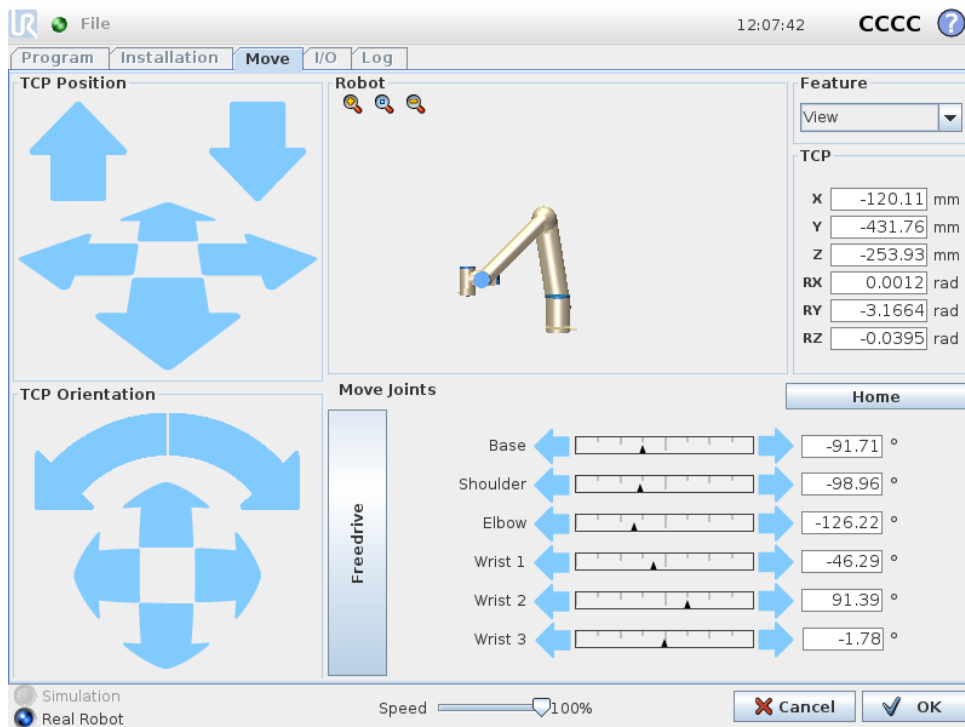 UR File 12:07:42 CCCC ?
Program Installation Move I/O Log
TCP Position
Robot
Feature
View
TCP
X -120.11 mm
Y -431.76 mm
Z -253.93 mm
RX 0.0012 rad
RY -3.1664 rad
RZ -0.0395 rad
TCP Orientation
Move Joints
Home
Freedrive
Base -91.71 °
Shoulder -98.96 °
Elbow -126.22 °
Wrist 1 -46.29 °
Wrist 2 91.39 °
Wrist 3 -1.78 °
Simulation
Real Robot
Speed 100%
Cancel OK